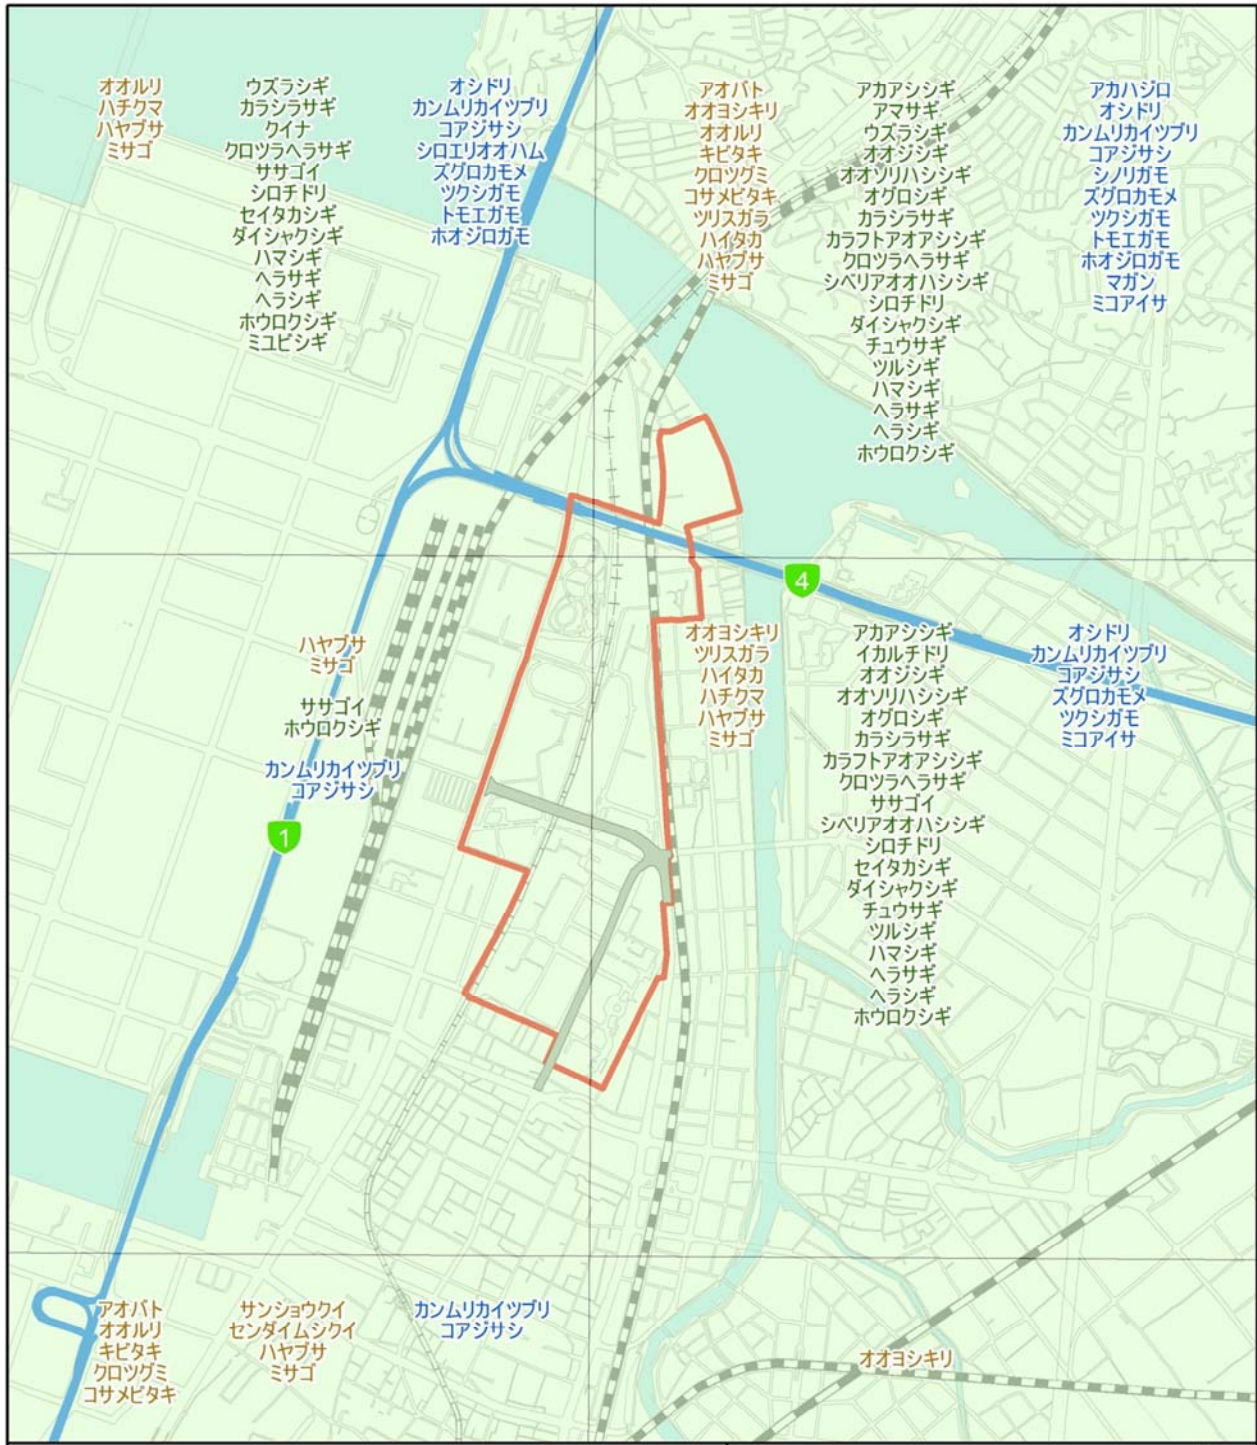 オオルリ
ハチクマ
ハヤブサ
ミサゴ
ウズラシギ
カラシラサギ
クイナ
クロツラヘラサギ
ササゴイ
シロチドリ
セイタカシギ
ダイシャクシギ
ハマシギ
ヘラサギ
ヘラシギ
ホウロクシギ
ミユビシギ
オシドリ
カンムリカイツブリ
コアジサシ
シロエリオオハム
ズグロカモメ
ツクシガモ
トモエガモ
ホオジロガモ
アオバト
オオヨシキリ
オオルリ
キビタキ
クロツグミ
コサメビタキ
ツリスガラ
ハイタカ
ハヤブサ
ミサゴ
アカアシシギ
アマサギ
ウズラシギ
オオジシギ
オオソリハシシギ
オグロシギ
カラシラサギ
カラフトアオアシシギ
クロツラヘラサギ
シベリアオオハシシギ
シロチドリ
ダイシャクシギ
チュウサギ
ツルシギ
ハマシギ
ヘラサギ
ヘラシギ
ホウロクシギ
アカハジロ
オシドリ
カンムリカイツブリ
コアジサシ
シノリガモ
ズグロカモメ
ツクシガモ
トモエガモ
ホオジロガモ
マガン
ミコアイサ
4
ハヤブサ
ミサゴ
ササゴイ
ホウロクシギ
カンムリカイツブリ
コアジサシ
1
オオヨシキリ
ツリスガラ
ハイタカ
ハチクマ
ハヤブサ
ミサゴ
アカアシシギ
イカルチドリ
オオジシギ
オオソリハシシギ
オグロシギ
カラシラサギ
カラフトアオアシシギ
クロツラヘラサギ
ササゴイ
シベリアオオハシシギ
シロチドリ
セイタカシギ
ダイシャクシギ
チュウサギ
ツルシギ
ハマシギ
ヘラサギ
ヘラシギ
ホウロクシギ
オシドリ
カンムリカイツブリ
コアジサシ
ズグロカモメ
ツクシガモ
ミコアイサ
アオバト
オオルリ
キビタキ
クロツグミ
コサメビタキ
サンショウクイ
センダイムシクイ
ハヤブサ
ミサゴ
カンムリカイツブリ
コアジサシ
オオヨシキリ